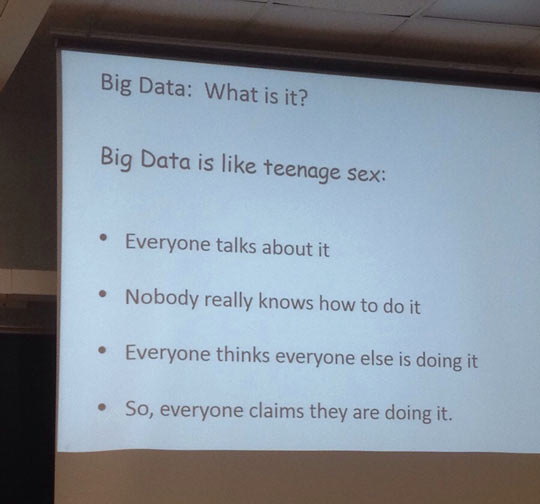 Big Data: What is it?
Big Data is like teenage sex:
• Everyone talks about it
• Nobody really knows how to do it
• Everyone thinks everyone else is doing it
• So, everyone claims they are doing it.